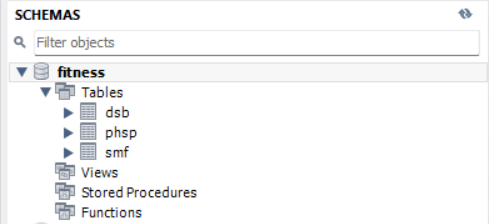 SCHEMAS
Filter objects
fitness
Tables
dsb
phsp
smf
Views
Stored Procedures
Functions